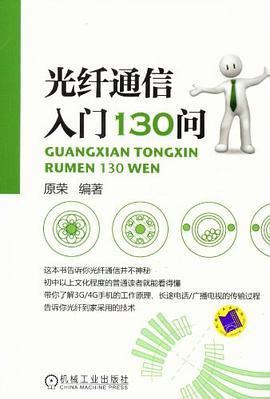 光纤通信
入门130问
GUANGXIAN TONGXIN
RUMEN 130 WEN
原荣 编著
这本书告诉你光纤通信并不神秘
初中以上文化程度的普通读者就能看得懂
带你了解3G/4G手机的工作原理、长途电话/广播电视的传输过程
告诉你光纤到家采用的技术
机械工业出版社
CHINA MACHINE PRESS